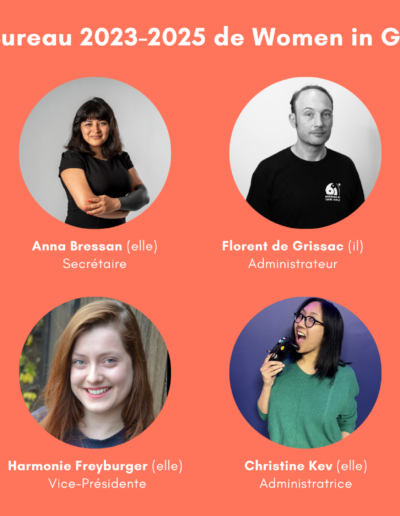 ureau 2023-2025 de Women in G
Anna Bressan (elle)
Secrétaire
Florent de Grissac (il)
Administrateur
Harmonie Freyburger (elle)
Vice-Présidente
Christine Kev (elle)
Administratrice